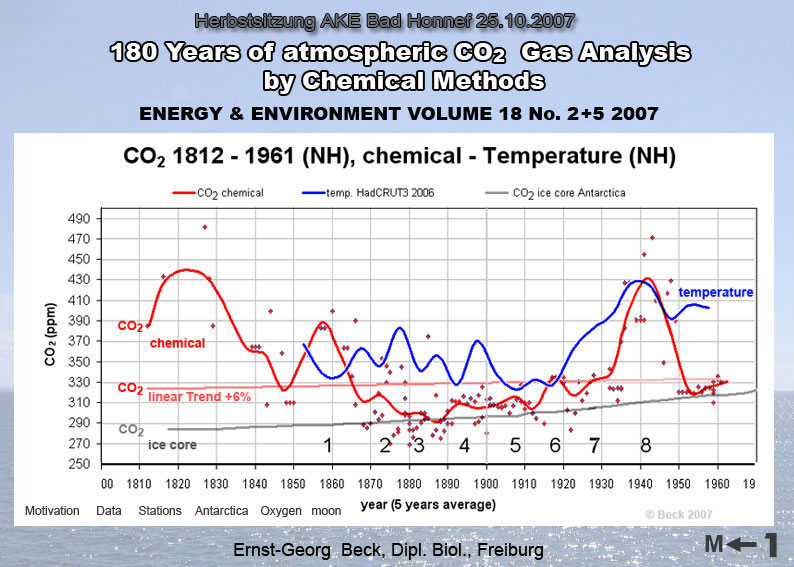 Herbstsitzung AKE Bad Honnef 25.10.2007
180 Years of atmospheric CO2 Gas Analysis
by Chemical Methods
ENERGY & ENVIRONMENT VOLUME 18 No. 2+5 2007
CO2 1812 - 1961 (NH), chemical - Temperature (NH)
CO2 chemical temp. HadCRUT3 2006 CO2 ice core Antarctica
490
470
450
430
410
390
370
350
330
310
290
270
250
CO2 (ppm)
temperature
CO2
chemical
CO2
linear Trend +6%
CO2
ice core
1 2 3 4 5 6 7 8
00 1810 1820 1830 1840 1850 1860 1870 1880 1890 1900 1910 1920 1930 1940 1950 1960 19
year (5 years average)
Motivation Data Stations Antarctica Oxygen moon
© Beck 2007
Ernst-Georg Beck, Dipl. Biol., Freiburg
M 1